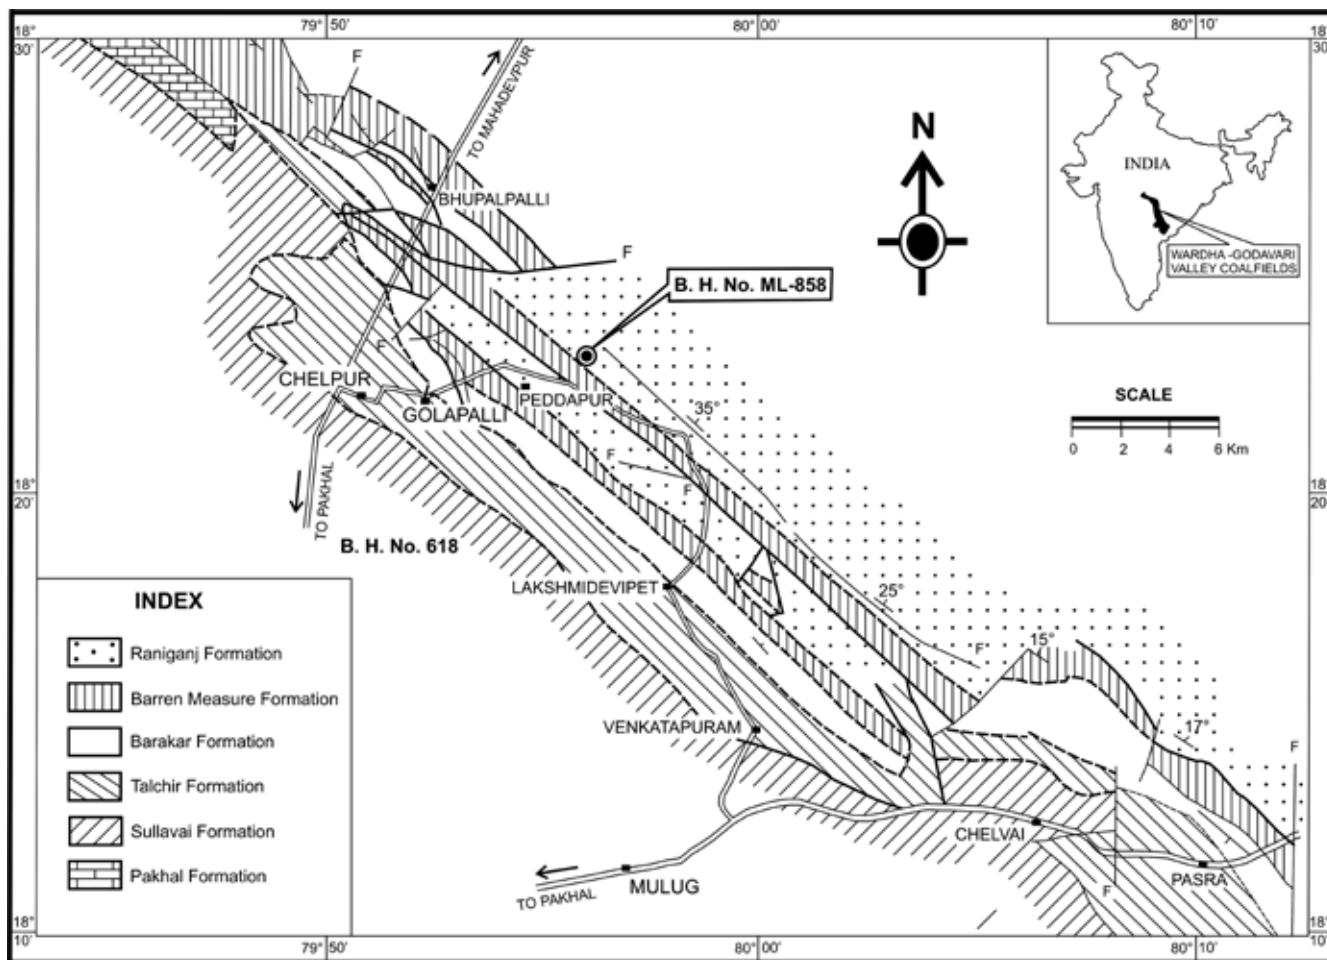 79° 50'
80° 00'
80° 10'
18°
30'
18°
30'
F
TO MAHADEVPUR
N
INDIA
WARDHA -GODAVARI
VALLEY COALFIELDS
BHUPALPALLI
F
B. H. No. ML-858
F
CHELPUR
PEDDAPUR
GOLAPALLI
SCALE
0 2 4 6 Km
35°
F
F
18°
20'
18°
20'
TO PAKHAL
B. H. No. 618
LAKSHMIDEVIPET
25°
INDEX
Raniganj Formation
Barren Measure Formation
Barakar Formation
Talchir Formation
Sullavai Formation
Pakhal Formation
15°
F
VENKATAPURAM
17°
F
CHELVAI
PASRA
MULUG
TO PAKHAL
F
18°
10'
18°
10'
79° 50'
80° 00'
80° 10'